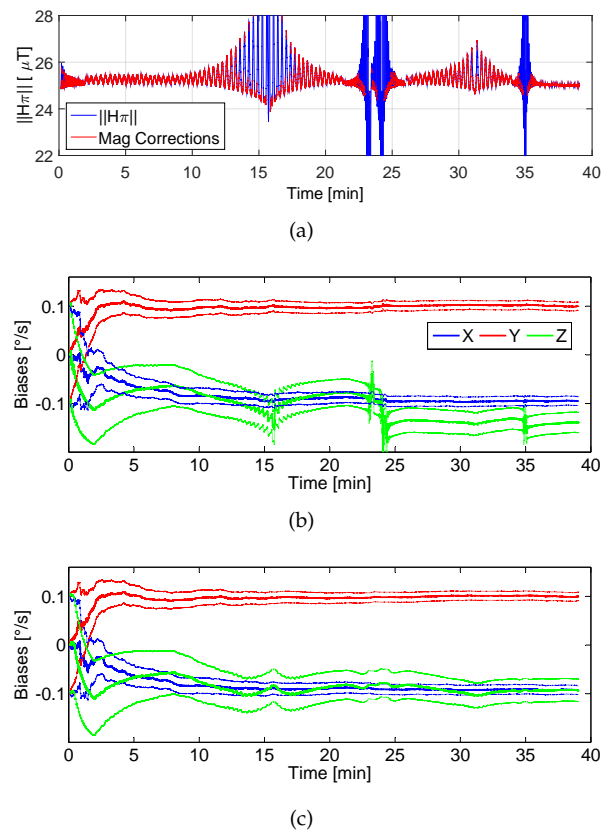 28
26
24
22
||Hπ|| [ μT]
||Hπ||
Mag Corrections
0 5 10 15 20 25 30 35 40
Time [min]
(a)
0.1
0
-0.1
Biases [°/s]
X Y Z
0 5 10 15 20 25 30 35 40
Time [min]
(b)
0.1
0
-0.1
Biases [°/s]
0 5 10 15 20 25 30 35 40
Time [min]
(c)